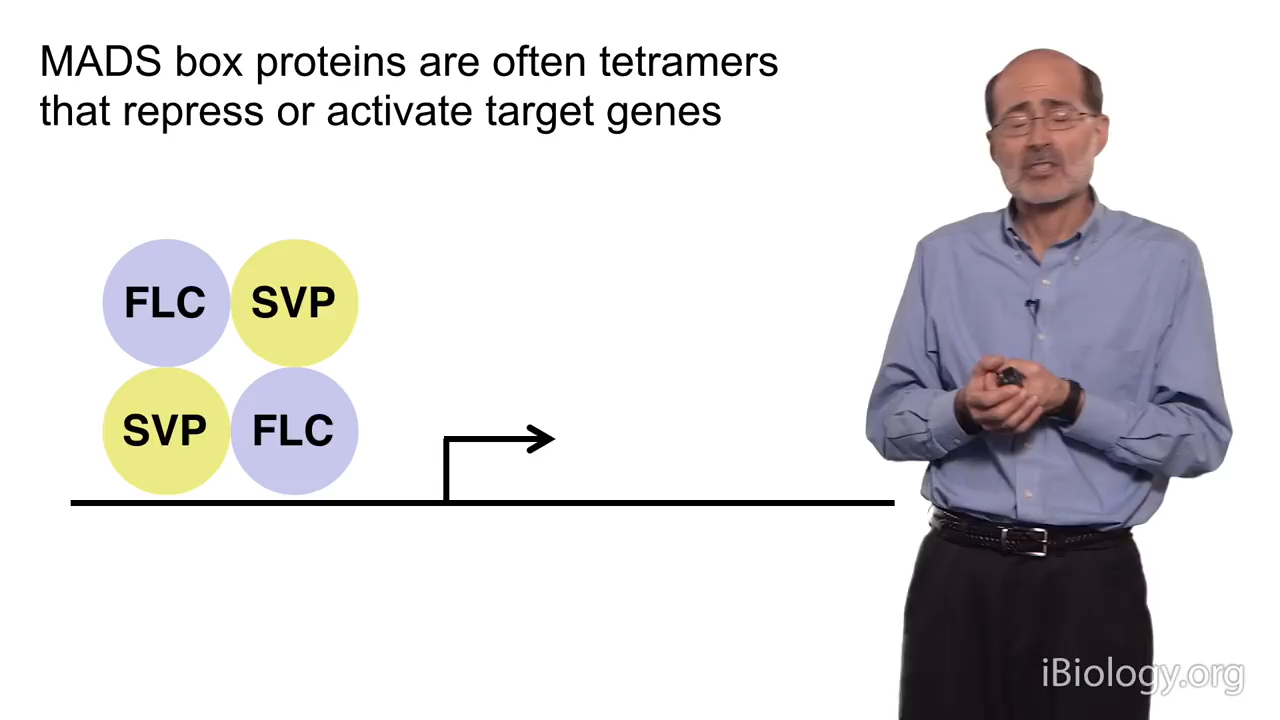 MADS box proteins are often tetramers
that repress or activate target genes
FLC SVP
SVP FLC
iBiology.org